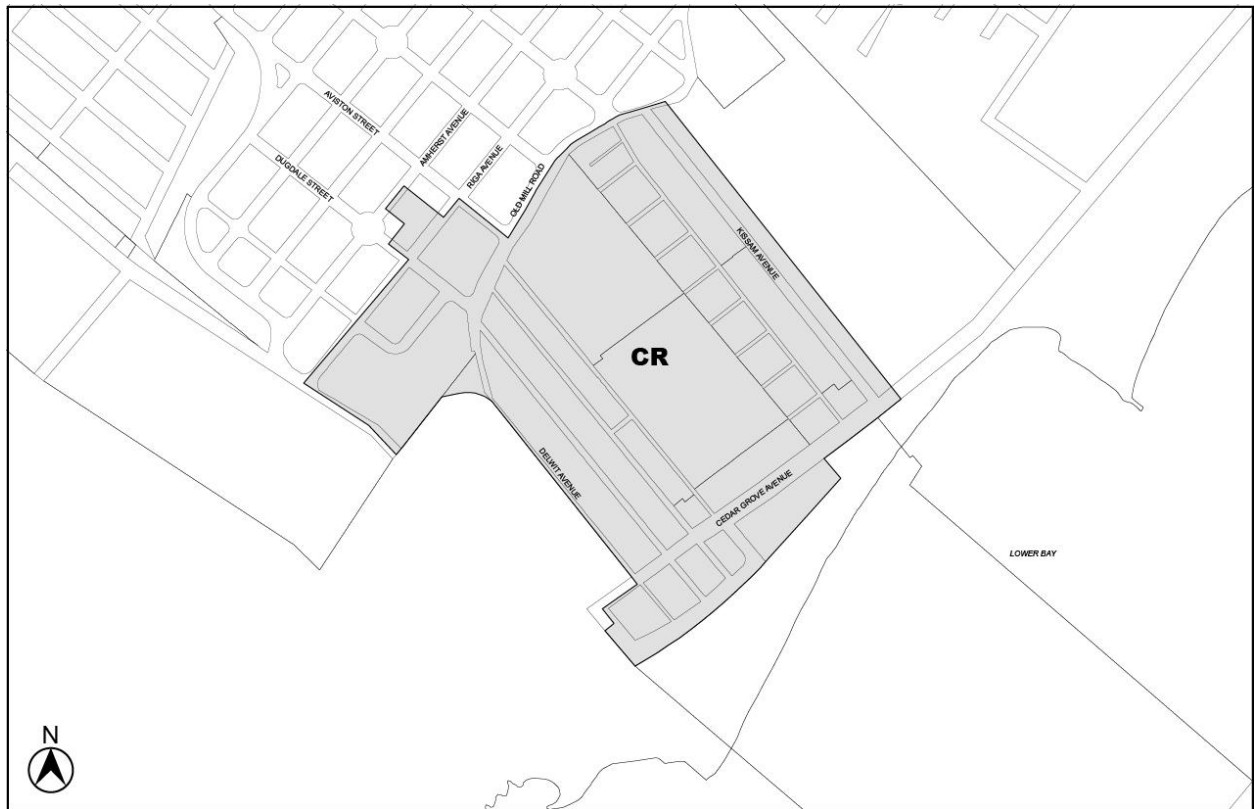 AVISTON STREET
AMHERST AVENUE
RIGA AVENUE
DUGDALE STREET
OLD MILL ROAD
KISSAM AVENUE
CR
DELWIT AVENUE
CEDAR GROVE AVENUE
LOWER BAY
N